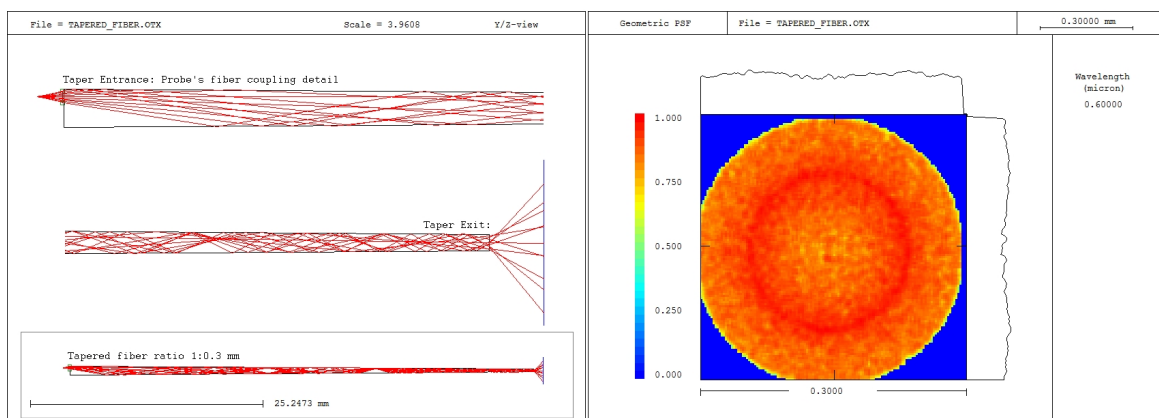 File = TAPERED_FIBER.OTX Scale = 3.9608 Y/Z-view
Taper Entrance: Probe's fiber coupling detail
Taper Exit:
Tapered fiber ratio 1:0.3 mm
25.2473 mm
Geometric PSF File = TAPERED_FIBER.OTX 0.30000 mm
Wavelength
(micron)
0.60000
1.000
0.750
0.500
0.250
0.000
0.3000